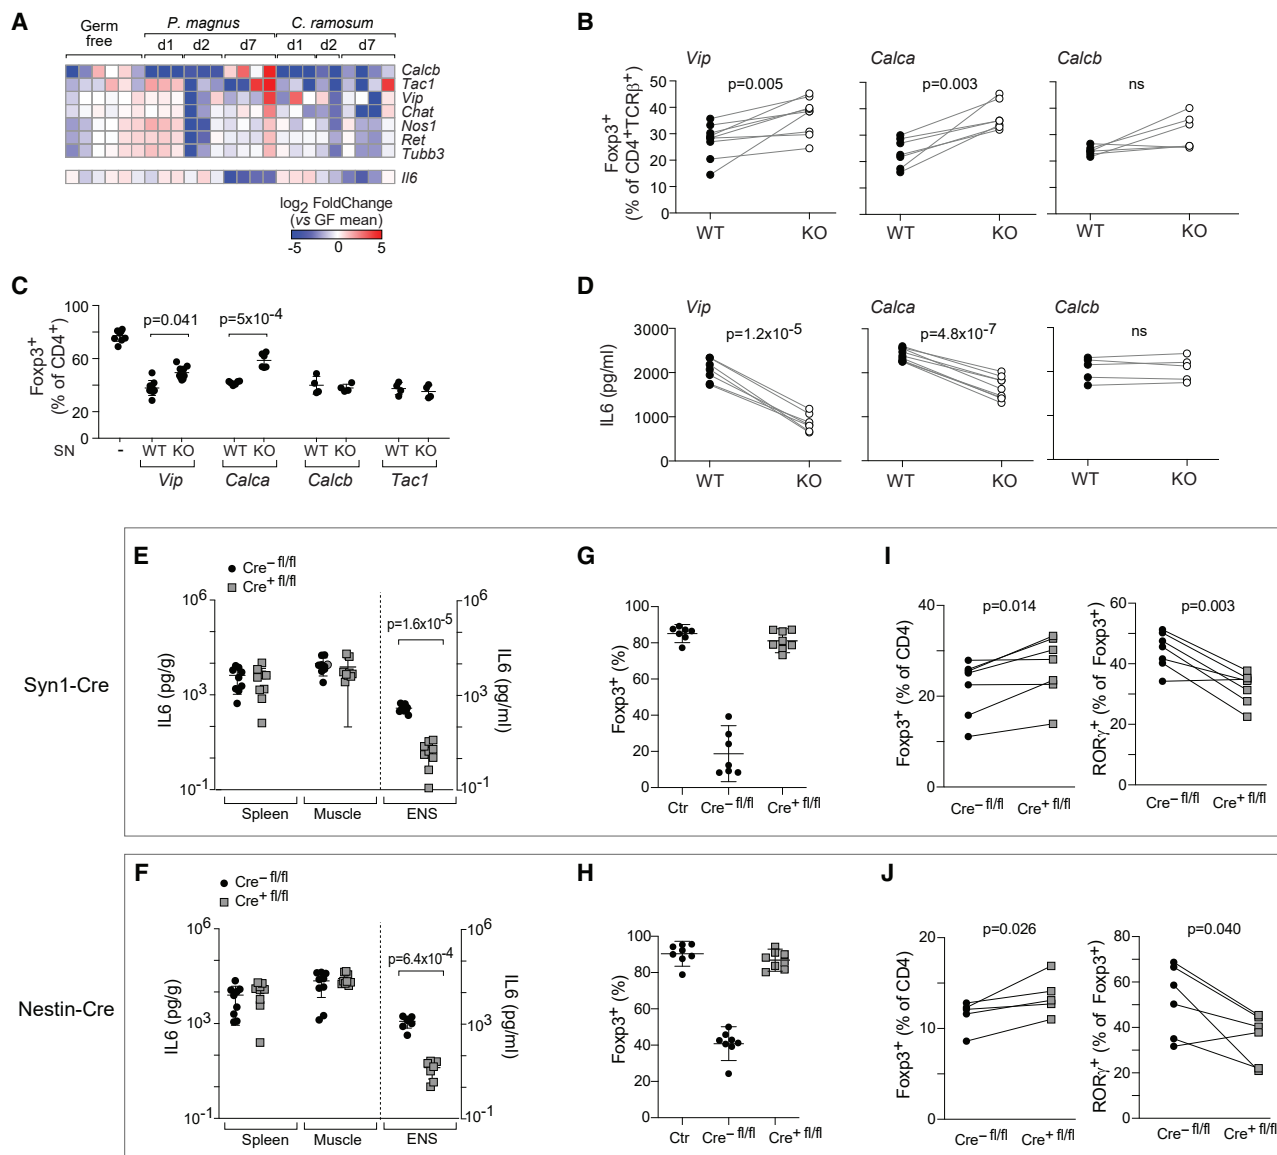 A
Germ free
P. magnus
C. ramosum
d1 d2 d7 d1 d2 d7
Calcb
Tac1
Vip
Chat
Nos1
Ret
Tubb3
Il6
log2 FoldChange
(vs GF mean)
-5 0 5
B
Vip Calca Calcb
p=0.005 p=0.003 ns
Foxp3+
(% of CD4+TCRβ+)
50
40
30
20
10
0
WT KO WT KO WT KO
C
Foxp3+
(% of CD4+)
100
60
20
0
p=0.041 p=5x10-4
SN - WT KO WT KO WT KO WT KO
Vip Calca Calcb Tac1
D
Vip Calca Calcb
p=1.2x10-5 p=4.8x10-7 ns
IL6 (pg/ml)
3000
2000
1000
0
WT KO WT KO WT KO
Syn1-Cre
E
Cre– fl/fl
Cre+ fl/fl
IL6 (pg/g)
10^6
10^3
10^-1
p=1.6x10-5
10^6
10^3
10^-1
IL6 (pg/ml)
Spleen Muscle ENS
G
Foxp3+ (%)
100
80
60
40
20
0
Ctr Cre– fl/fl Cre+ fl/fl
I
p=0.014
Foxp3+ (% of CD4)
40
20
0
Cre– fl/fl Cre+ fl/fl
p=0.003
RORγ+ (% of Foxp3+)
60
40
20
0
Cre– fl/fl Cre+ fl/fl
Nestin-Cre
F
Cre– fl/fl
Cre+ fl/fl
IL6 (pg/g)
10^6
10^3
10^-1
p=6.4x10-4
10^6
10^3
10^-1
IL6 (pg/ml)
Spleen Muscle ENS
H
Foxp3+ (%)
100
80
60
40
20
0
Ctr Cre– fl/fl Cre+ fl/fl
J
p=0.026
Foxp3+ (% of CD4)
20
10
0
Cre– fl/fl Cre+ fl/fl
p=0.040
RORγ+ (% of Foxp3+)
80
60
40
20
0
Cre– fl/fl Cre+ fl/fl